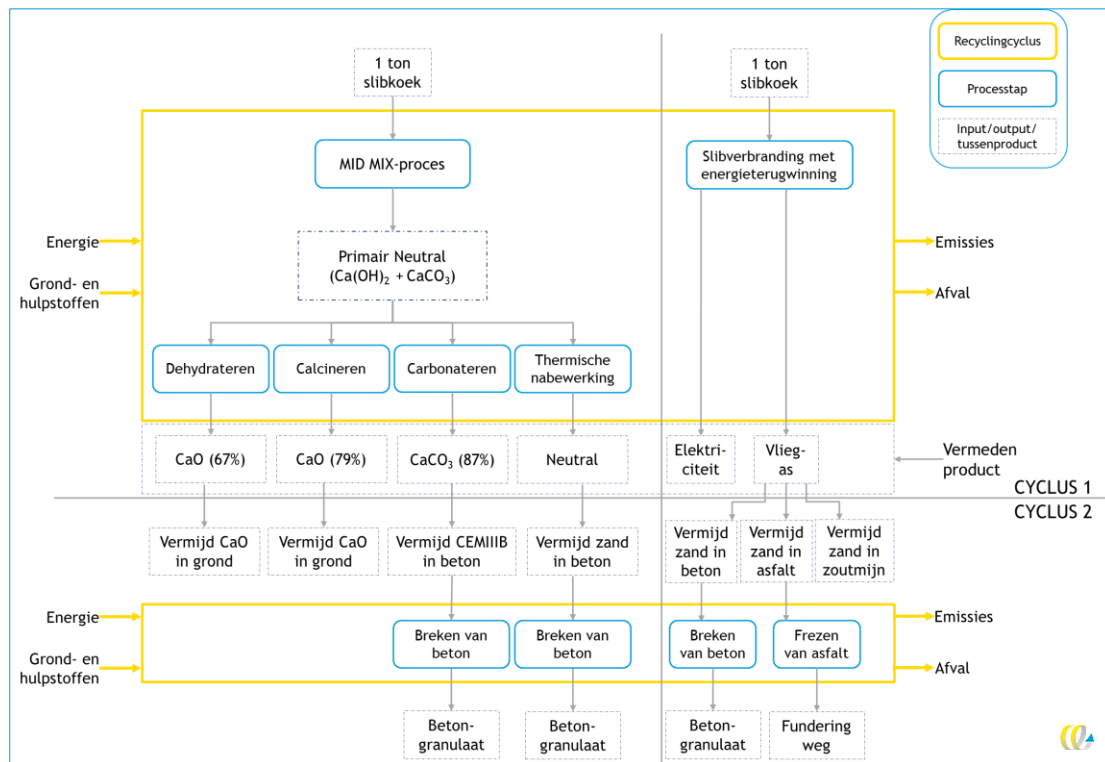 1 ton
slibkoek
1 ton
slibkoek
Recyclingcyclus
Processtap
Input/output/
tussenproduct
MID MIX-proces
Slibverbranding met
energieterugwinning
Energie
Grond- en
hulpstoffen
Primair Neutral
(Ca(OH)₂ + CaCO₃)
Emissies
Afval
Dehydrateren
Calcineren
Carbonateren
Thermische
nabewerking
CaO (67%)
CaO (79%)
CaCO₃ (87%)
Neutral
Elektri-
citeit
Vlieg-
as
Vermeden
product
CYCLUS 1
CYCLUS 2
Vermijd CaO
in grond
Vermijd CaO
in grond
Vermijd CEMIIIB
in beton
Vermijd zand
in beton
Vermijd
zand in
beton
Vermijd
zand in
asfalt
Vermijd
zand in
zoutmijn
Energie
Grond- en
hulpstoffen
Breken van
beton
Breken van
beton
Breken
van beton
Frezen
van asfalt
Emissies
Afval
Beton-
granulaat
Beton-
granulaat
Beton-
granulaat
Fundering
weg